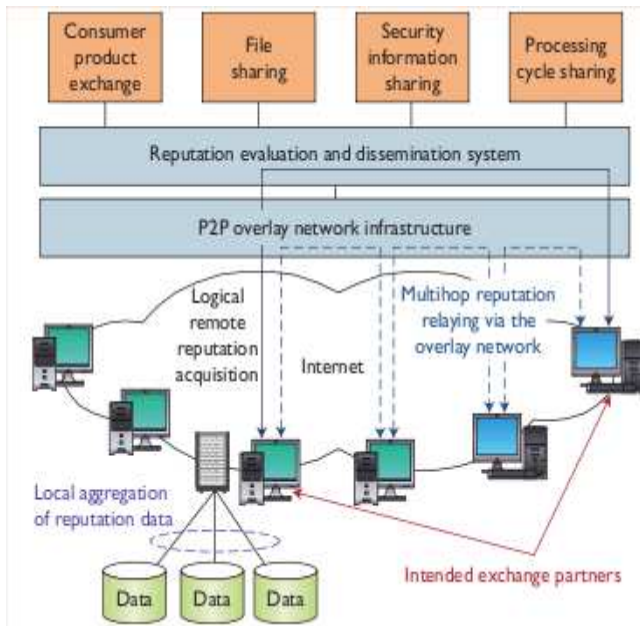 Consumer
product
exchange
File
sharing
Security
information
sharing
Processing
cycle sharing
Reputation evaluation and dissemination system
P2P overlay network infrastructure
Logical
remote
reputation
acquisition
Internet
Multihop reputation
relaying via the
overlay network
Local aggregation
of reputation data
Intended exchange partners
Data
Data
Data